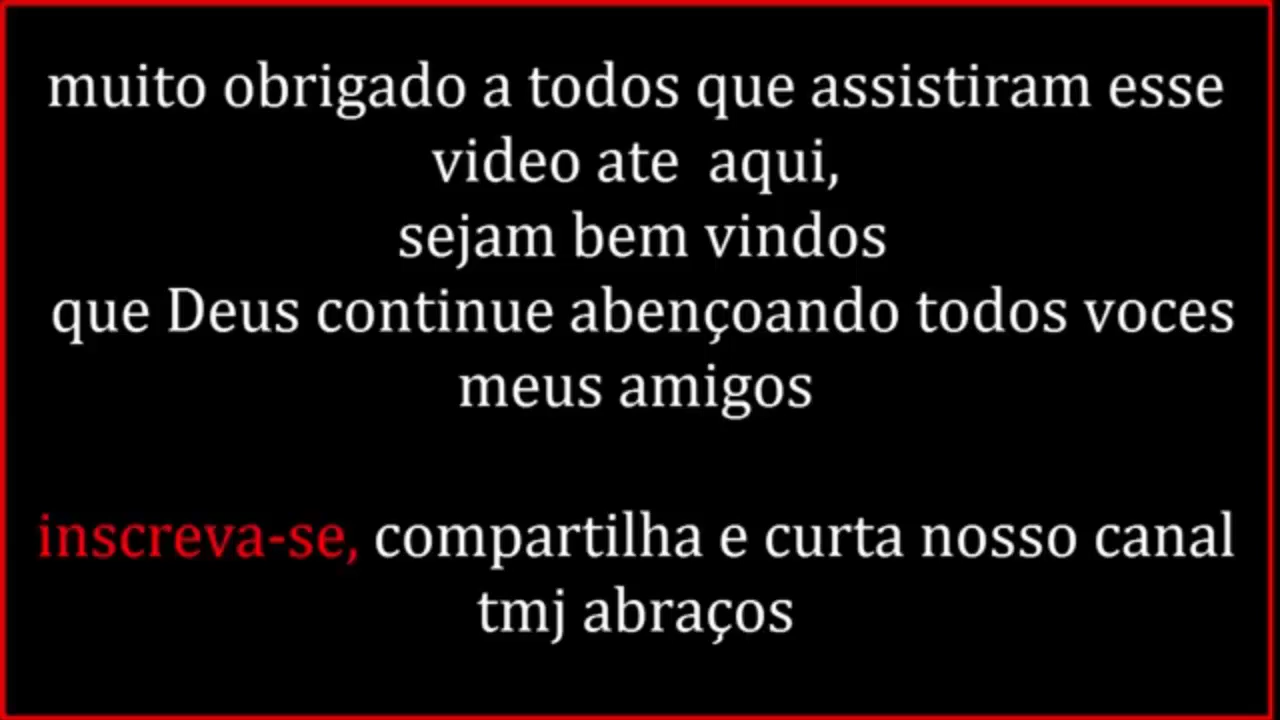 muito obrigado a todos que assistiram esse
video ate  aqui,
sejam bem vindos
que Deus continue abençoando todos voces
meus amigos
inscreva-se, compartilha e curta nosso canal
tmj abraços